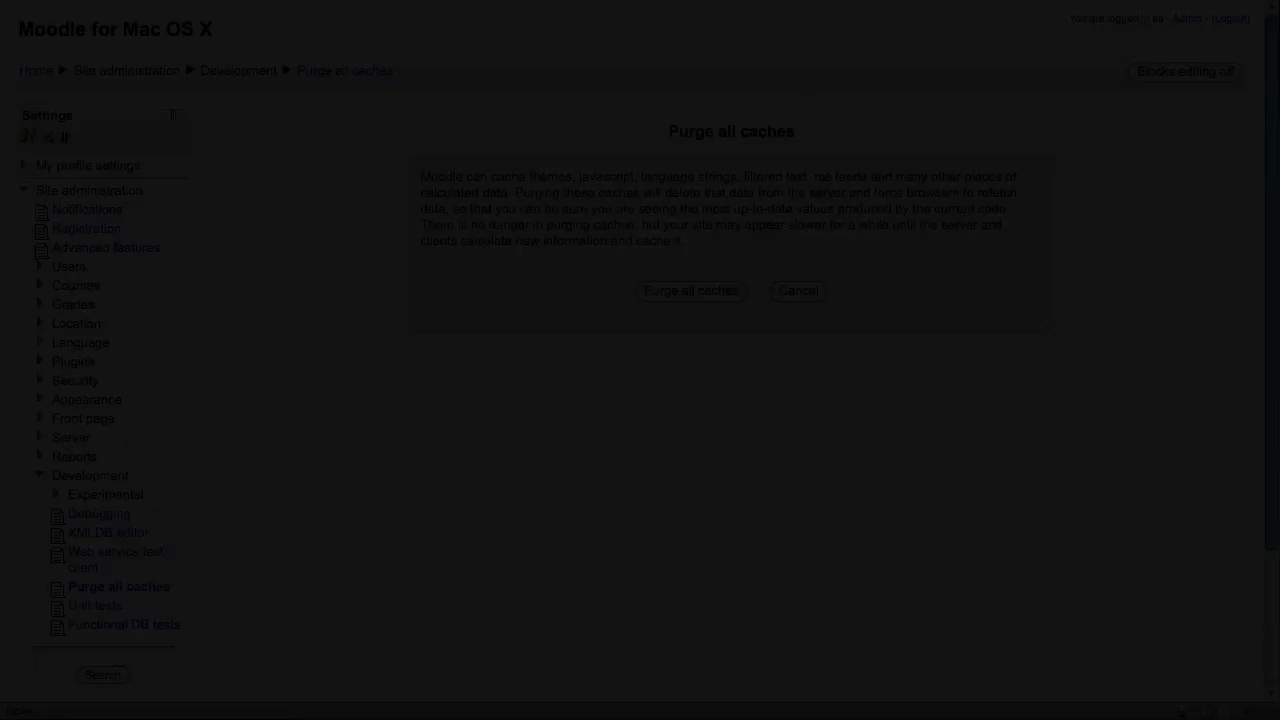 Moodle for Mac OS X
You are logged in as Admin (Logout)
Home ► Site administration ► Development ► Purge all caches
Blocks editing off
Settings
My profile settings
Site administration
Notifications
Registration
Advanced features
Users
Courses
Grades
Location
Language
Plugins
Security
Appearance
Front page
Server
Reports
Development
Experimental
Debugging
XMLDB editor
Web service test
client
Purge all caches
Unit tests
Functional DB tests
Search
Purge all caches
Moodle can cache themes, javascript, language strings, filtered text, rss feeds and many other pieces of
calculated data. Purging these caches will delete that data from the server and force browsers to refetch
data, so that you can be sure you are seeing the most up-to-date values produced by the current code.
There is no danger in purging caches, but your site may appear slower for a while until the server and
clients calculate new information and cache it.
Purge all caches
Cancel